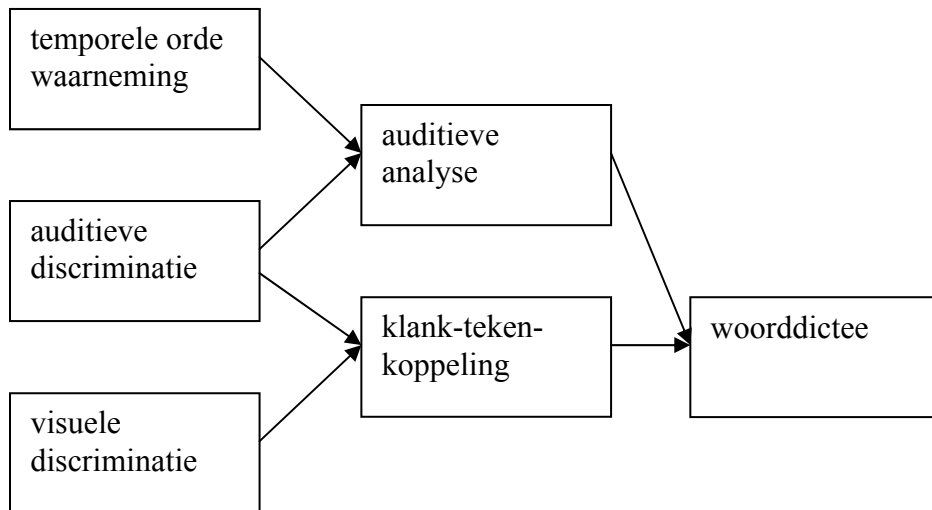 temporele orde
waarneming
auditieve
discriminatie
visuele
discriminatie
auditieve
analyse
klank-teken-
koppeling
woorddictee